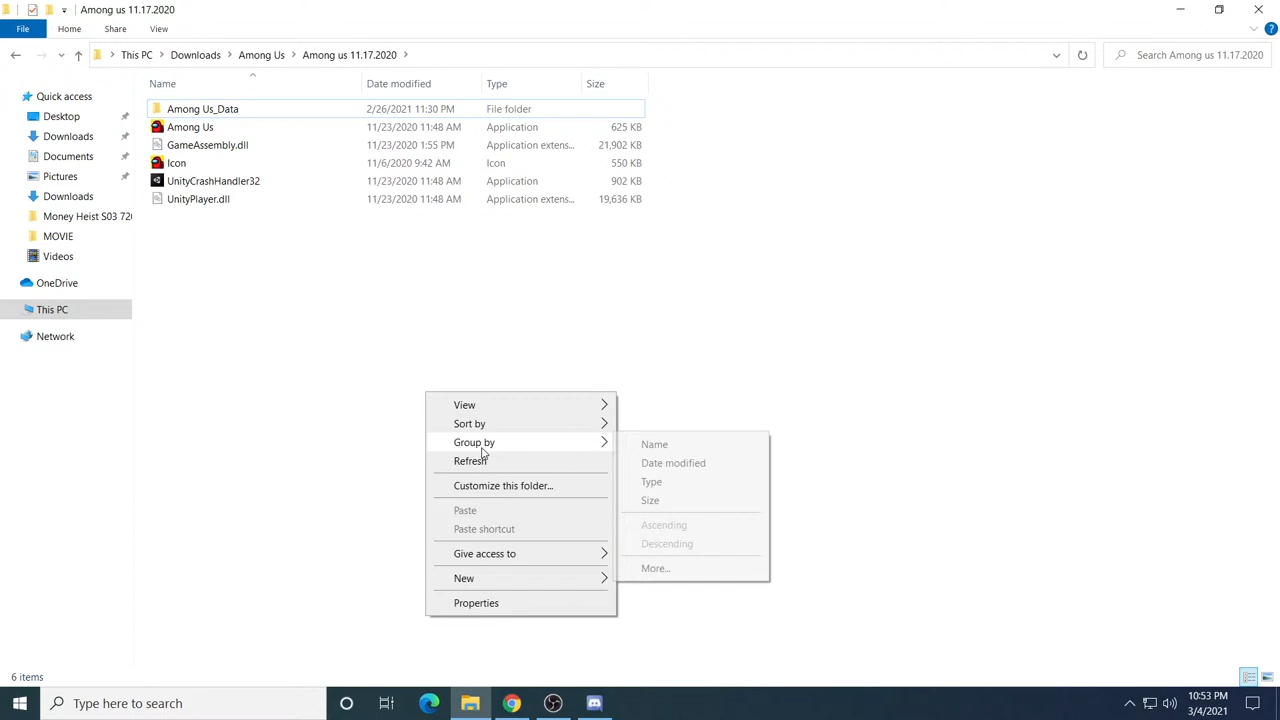 Among us 11.17.2020
File Home Share View
This PC Downloads Among Us Among us 11.17.2020 Search Among us 11.17.2020
Name Date modified Type Size
Quick access
Desktop
Downloads
Documents
Pictures
Downloads
Money Heist S03 720
MOVIE
Videos
OneDrive
This PC
Network
Among Us_Data 2/26/2021 11:30 PM File folder
Among Us 11/23/2020 11:48 AM Application 625 KB
GameAssembly.dll 11/23/2020 1:55 PM Application extens... 21,902 KB
Icon 11/6/2020 9:42 AM Icon 550 KB
UnityCrashHandler32 11/23/2020 11:48 AM Application 902 KB
UnityPlayer.dll 11/23/2020 11:48 AM Application extens... 19,636 KB
View
Sort by
Group by
Refresh
Customize this folder...
Paste
Paste shortcut
Give access to
New
Properties
Name
Date modified
Type
Size
Ascending
Descending
More...
6 items
Type here to search
10:53 PM
3/4/2021